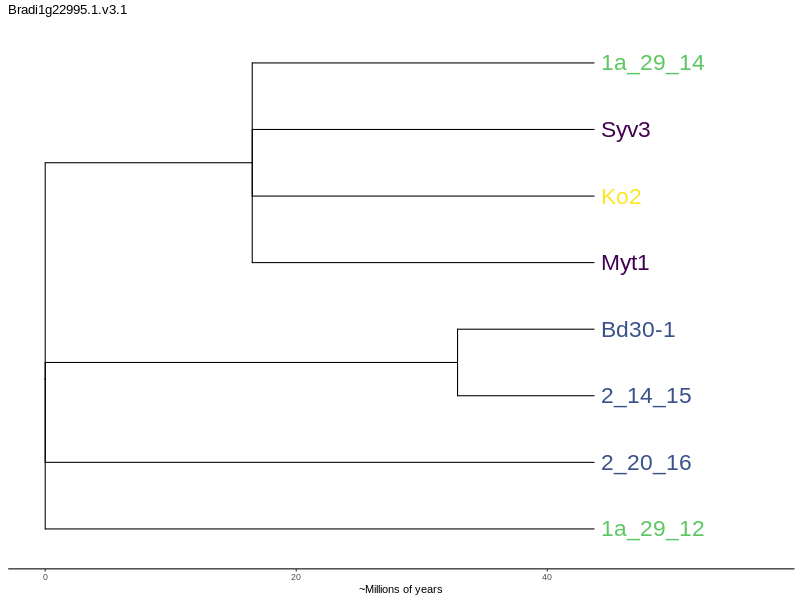 Bradi1g22995.1.v3.1
1a_29_14
Syv3
Ko2
Myt1
Bd30-1
2_14_15
2_20_16
1a_29_12
0 20 40
~Millions of years